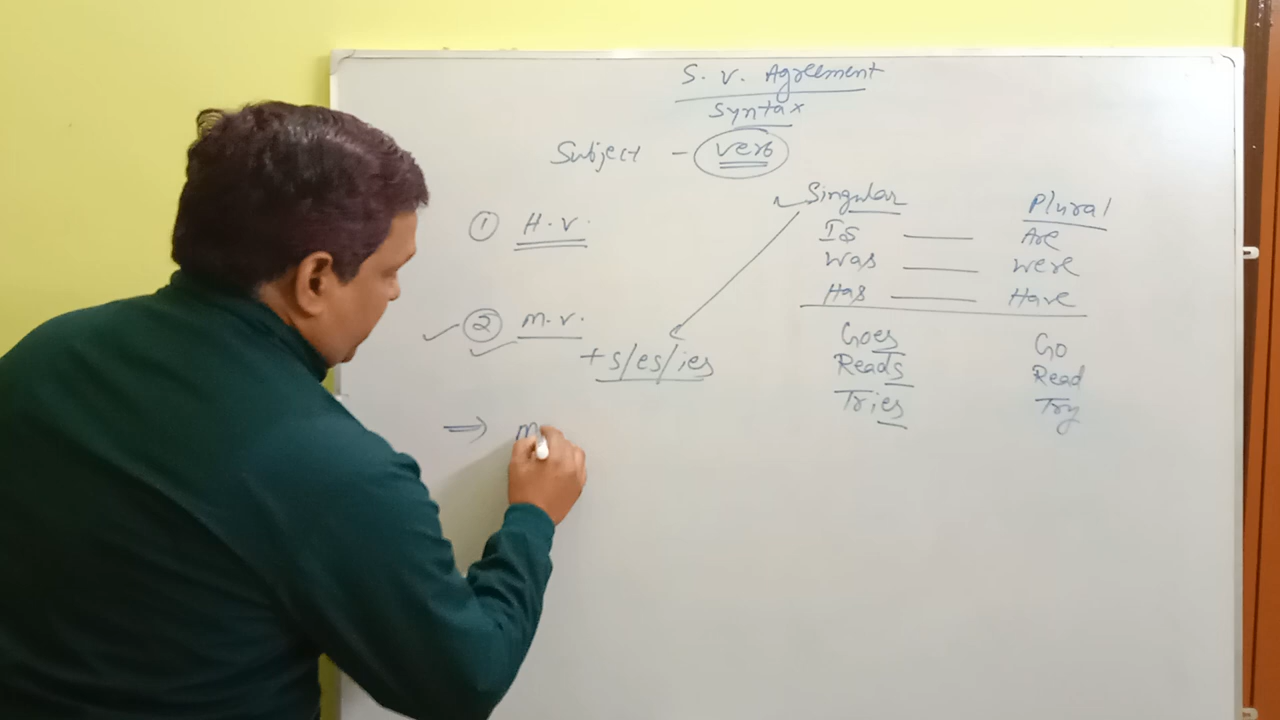 S. V. Agreement
Syntax
Subject - verb
Singular Plural
① H. V.
Is Are
Was Were
Has Have
② M. V.
+ s/es/ies
Goes Go
Reads Read
Tries Try
⇒ M